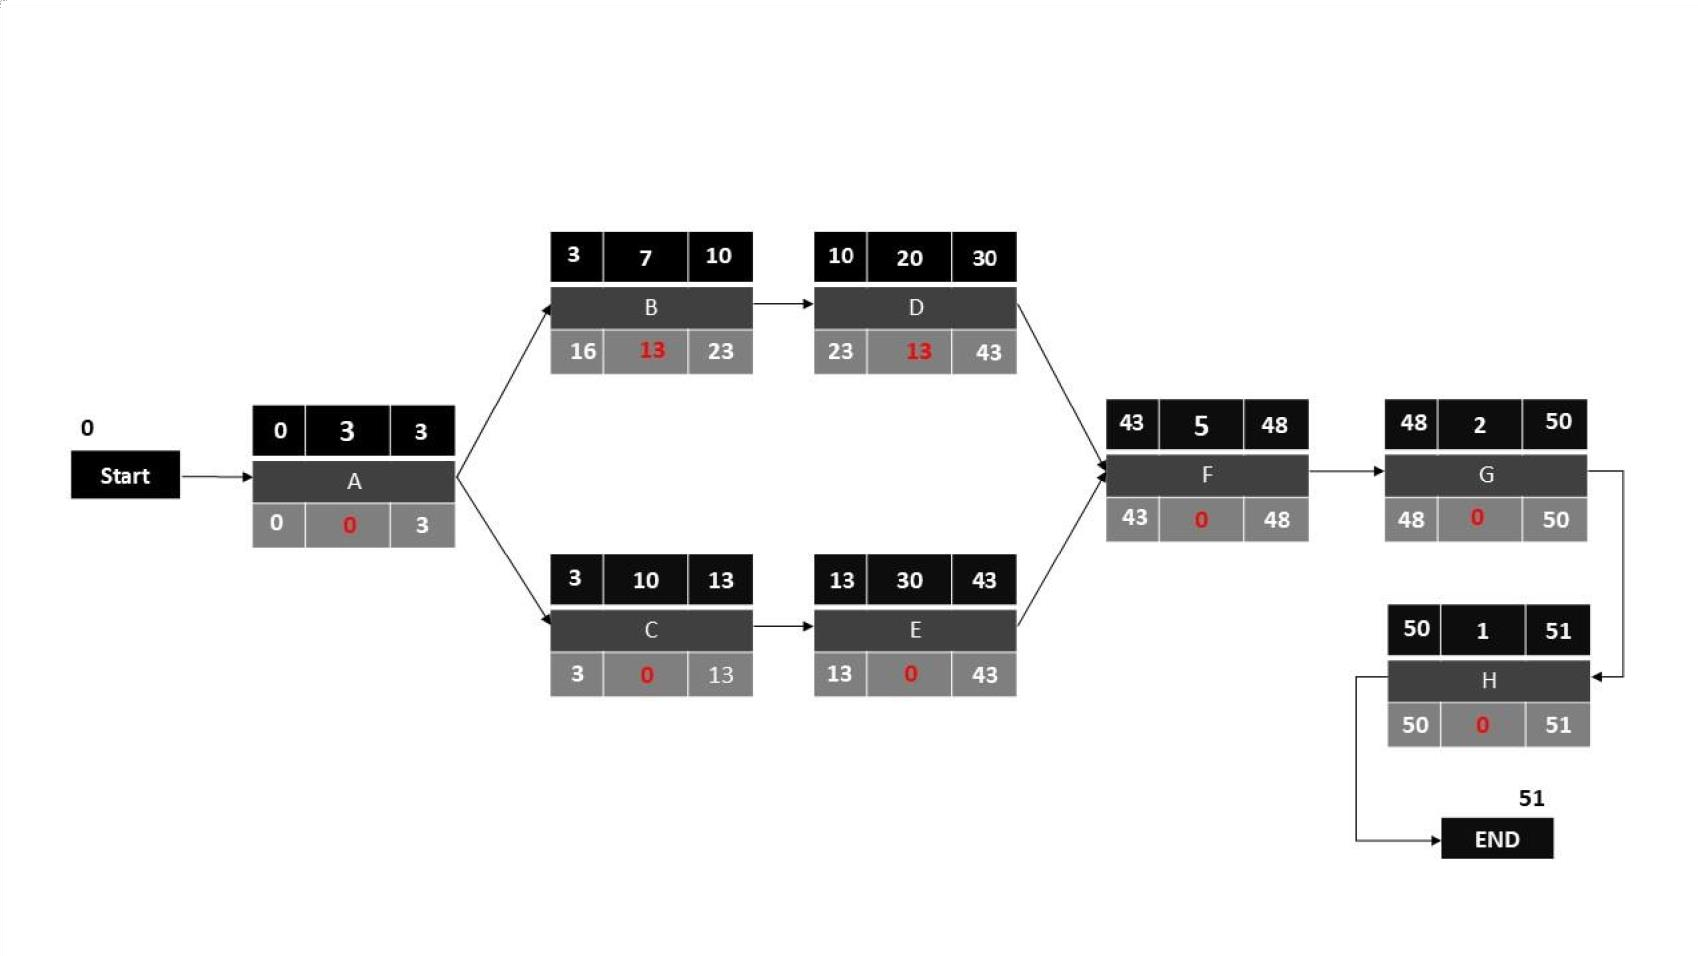 0
Start
0 3 3
A
0 0 3
3 7 10
B
16 13 23
10 20 30
D
23 13 43
3 10 13
C
3 0 13
13 30 43
E
13 0 43
43 5 48
F
43 0 48
48 2 50
G
48 0 50
50 1 51
H
50 0 51
51
END